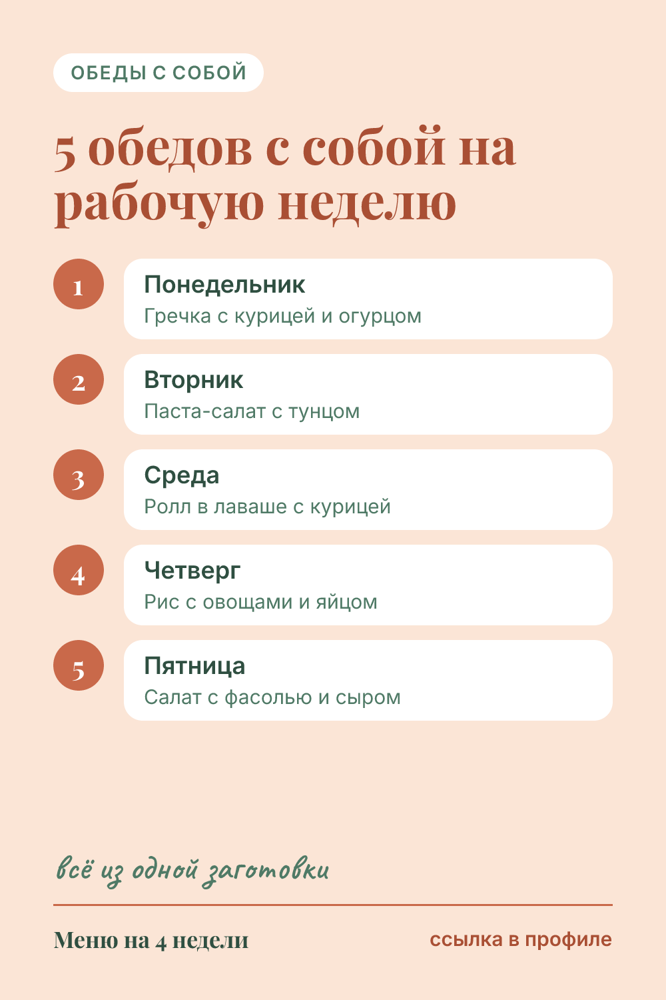 ОБЕДЫ С СОБОЙ
5 обедов с собой на
рабочую неделю
1
Понедельник
Гречка с курицей и огурцом
2
Вторник
Паста-салат с тунцом
3
Среда
Ролл в лаваше с курицей
4
Четверг
Рис с овощами и яйцом
5
Пятница
Салат с фасолью и сыром
всё из одной заготовки
Меню на 4 недели
ссылка в профиле